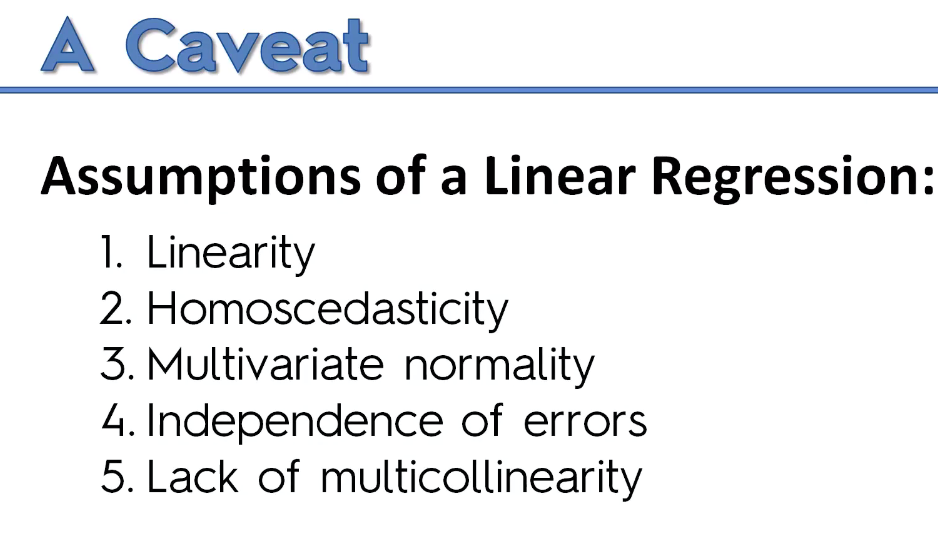 A Caveat
Assumptions of a Linear Regression:
1. Linearity
2. Homoscedasticity
3. Multivariate normality
4. Independence of errors
5. Lack of multicollinearity